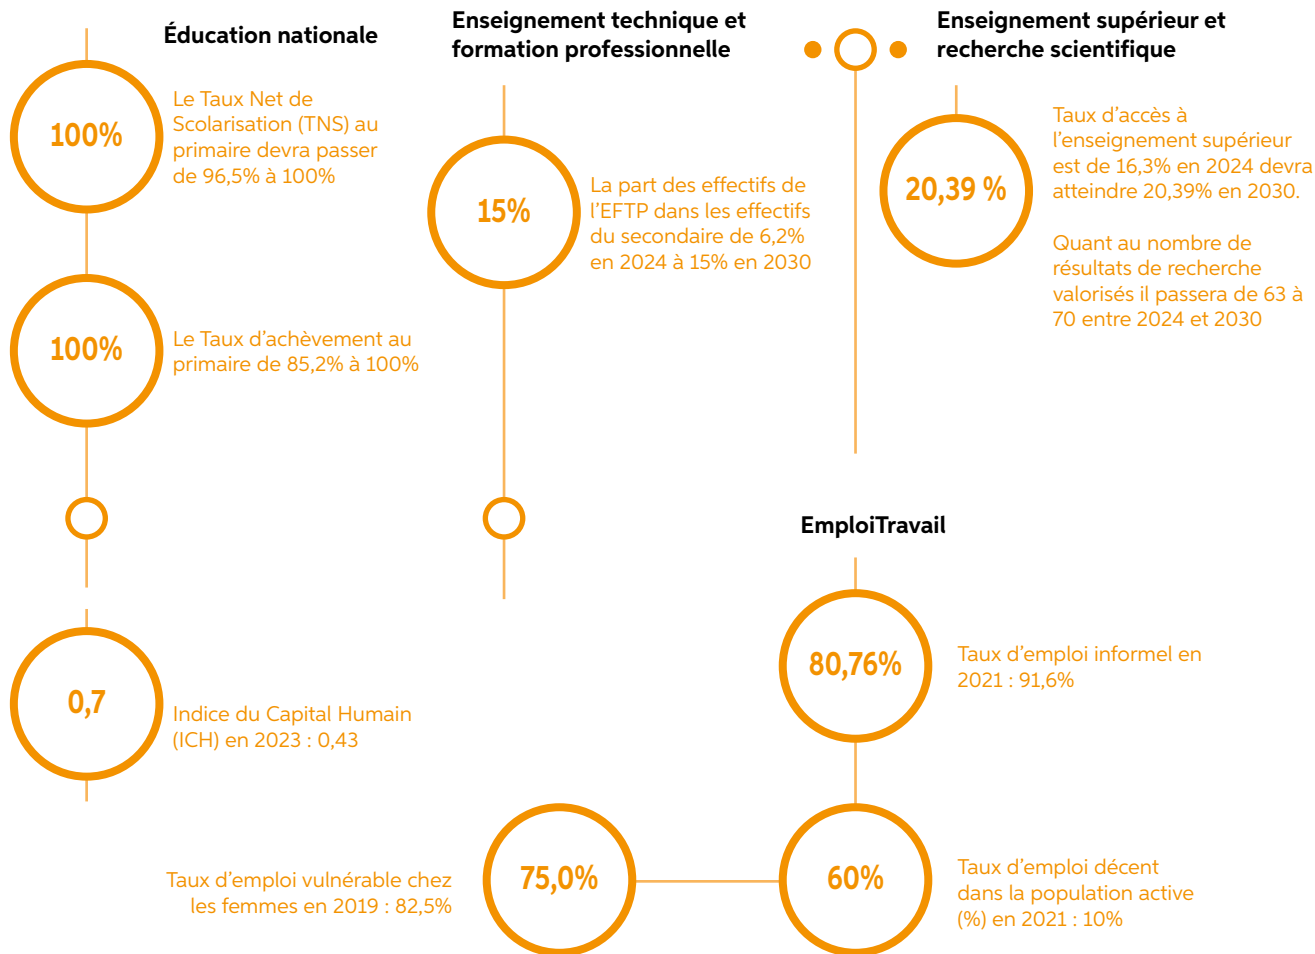 Éducation nationale
100%
Le Taux Net de
Scolarisation (TNS) au
primaire devra passer
de 96,5% à 100%
100%
Le Taux d’achèvement au
primaire de 85,2% à 100%
0,7
Indice du Capital Humain
(ICH) en 2023 : 0,43
Enseignement technique et
formation professionnelle
15%
La part des effectifs de
l’EFTP dans les effectifs
du secondaire de 6,2%
en 2024 à 15% en 2030
Enseignement supérieur et
recherche scientifique
20,39 %
Taux d’accès à
l’enseignement supérieur
est de 16,3% en 2024 devra
atteindre 20,39% en 2030.
Quant au nombre de
résultats de recherche
valorisés il passera de 63 à
70 entre 2024 et 2030
EmploiTravail
80,76%
Taux d’emploi informel en
2021 : 91,6%
60%
Taux d’emploi décent
dans la population active
(%) en 2021 : 10%
75,0%
Taux d’emploi vulnérable chez
les femmes en 2019 : 82,5%